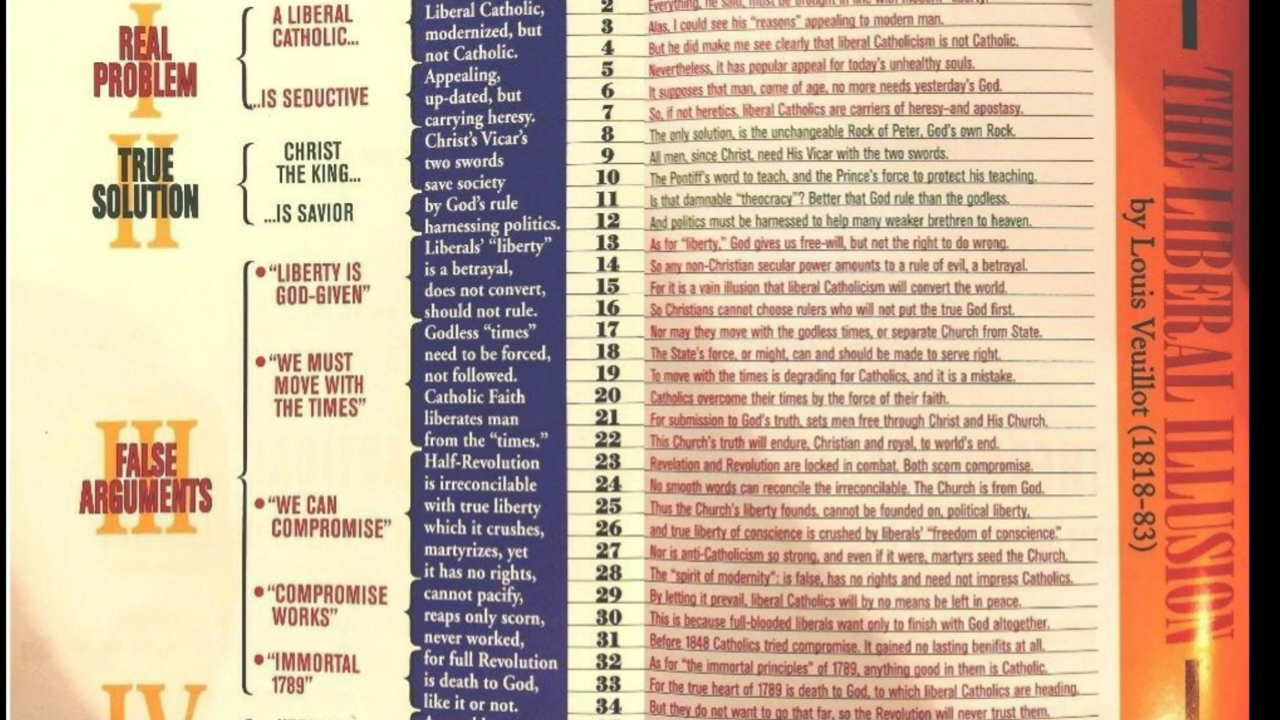 I
REAL
PROBLEM
A LIBERAL
CATHOLIC...
...IS SEDUCTIVE
II
TRUE
SOLUTION
CHRIST
THE KING...
...IS SAVIOR
III
FALSE
ARGUMENTS
•"LIBERTY IS
GOD-GIVEN"
•"WE MUST
MOVE WITH
THE TIMES"
•"WE CAN
COMPROMISE"
•"COMPROMISE
WORKS"
•"IMMORTAL
1789"
IV
Liberal Catholic,
modernized, but
not Catholic.
Appealing,
up-dated, but
carrying heresy.
Christ's Vicar's
two swords
save society
by God's rule
harnessing politics.
Liberals' "liberty"
is a betrayal,
does not convert,
should not rule.
Godless "times"
need to be forced,
not followed.
Catholic Faith
liberates man
from the "times."
Half-Revolution
is irreconcilable
with true liberty
which it crushes,
martyrizes, yet
it has no rights,
cannot pacify,
reaps only scorn,
never worked,
for full Revolution
is death to God,
like it or not.
2 Everything, he said, must be brought in line with modern "liberty."
3 Alas, I could see his "reasons" appealing to modern man.
4 But he did make me see clearly that liberal Catholicism is not Catholic.
5 Nevertheless, it has popular appeal for today's unhealthy souls.
6 It supposes that man, come of age, no more needs yesterday's God.
7 So, if not heretics, liberal Catholics are carriers of heresy–and apostasy.
8 The only solution, is the unchangeable Rock of Peter, God's own Rock.
9 All men, since Christ, need His Vicar with the two swords.
10 The Pontiff's word to teach, and the Prince's force to protect his teaching.
11 Is that damnable "theocracy"? Better that God rule than the godless.
12 And politics must be harnessed to help many weaker brethren to heaven.
13 As for "liberty," God gives us free-will, but not the right to do wrong.
14 So any non-Christian secular power amounts to a rule of evil, a betrayal.
15 For it is a vain illusion that liberal Catholicism will convert the world.
16 So Christians cannot choose rulers who will not put the true God first.
17 Nor may they move with the godless times, or separate Church from State.
18 The State's force, or might, can and should be made to serve right.
19 To move with the times is degrading for Catholics, and it is a mistake.
20 Catholics overcome their times by the force of their faith.
21 For submission to God's truth, sets men free through Christ and His Church.
22 This Church's truth will endure, Christian and royal, to world's end.
23 Revelation and Revolution are locked in combat. Both scorn compromise.
24 No smooth words can reconcile the irreconcilable. The Church is from God.
25 Thus the Church's liberty founds, cannot be founded on, political liberty,
26 and true liberty of conscience is crushed by liberals' "freedom of conscience."
27 Nor is anti-Catholicism so strong, and even if it were, martyrs seed the Church.
28 The "spirit of modernity": is false, has no rights and need not impress Catholics.
29 By letting it prevail, liberal Catholics will by no means be left in peace.
30 This is because full-blooded liberals want only to finish with God altogether.
31 Before 1848 Catholics tried compromise. It gained no lasting benifits at all.
32 As for "the immortal principles" of 1789, anything good in them is Catholic.
33 For the true heart of 1789 is death to God, to which liberal Catholics are heading.
34 But they do not want to go that far, so the Revolution will never trust them.
THE LIBERAL ILLUSION
by Louis Veuillot (1818-83)